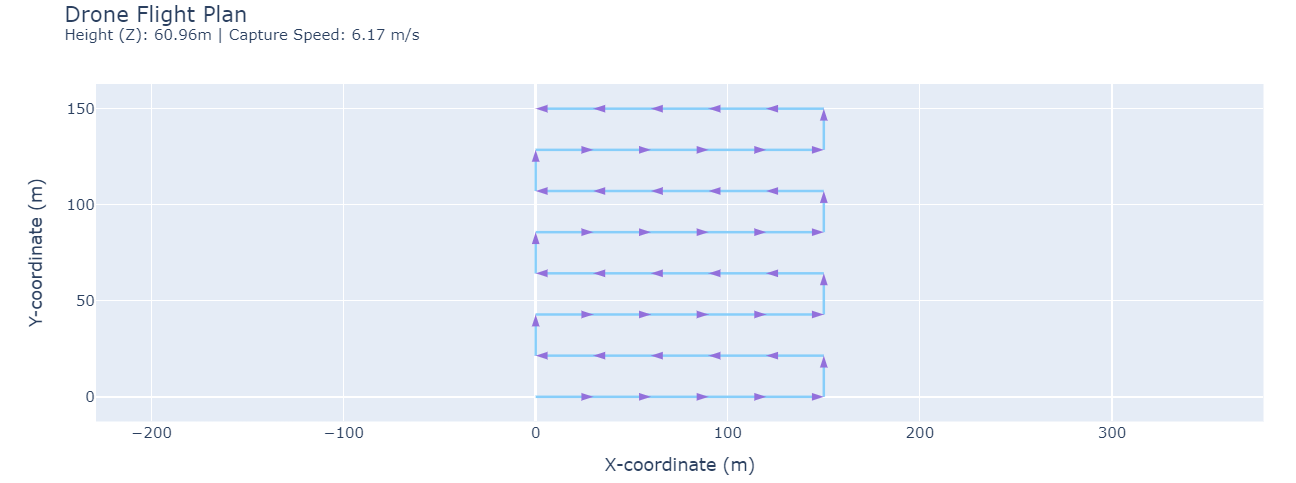 Drone Flight Plan
Height (Z): 60.96m | Capture Speed: 6.17 m/s
150
100
50
0
Y-coordinate (m)
−200 −100 0 100 200 300
X-coordinate (m)